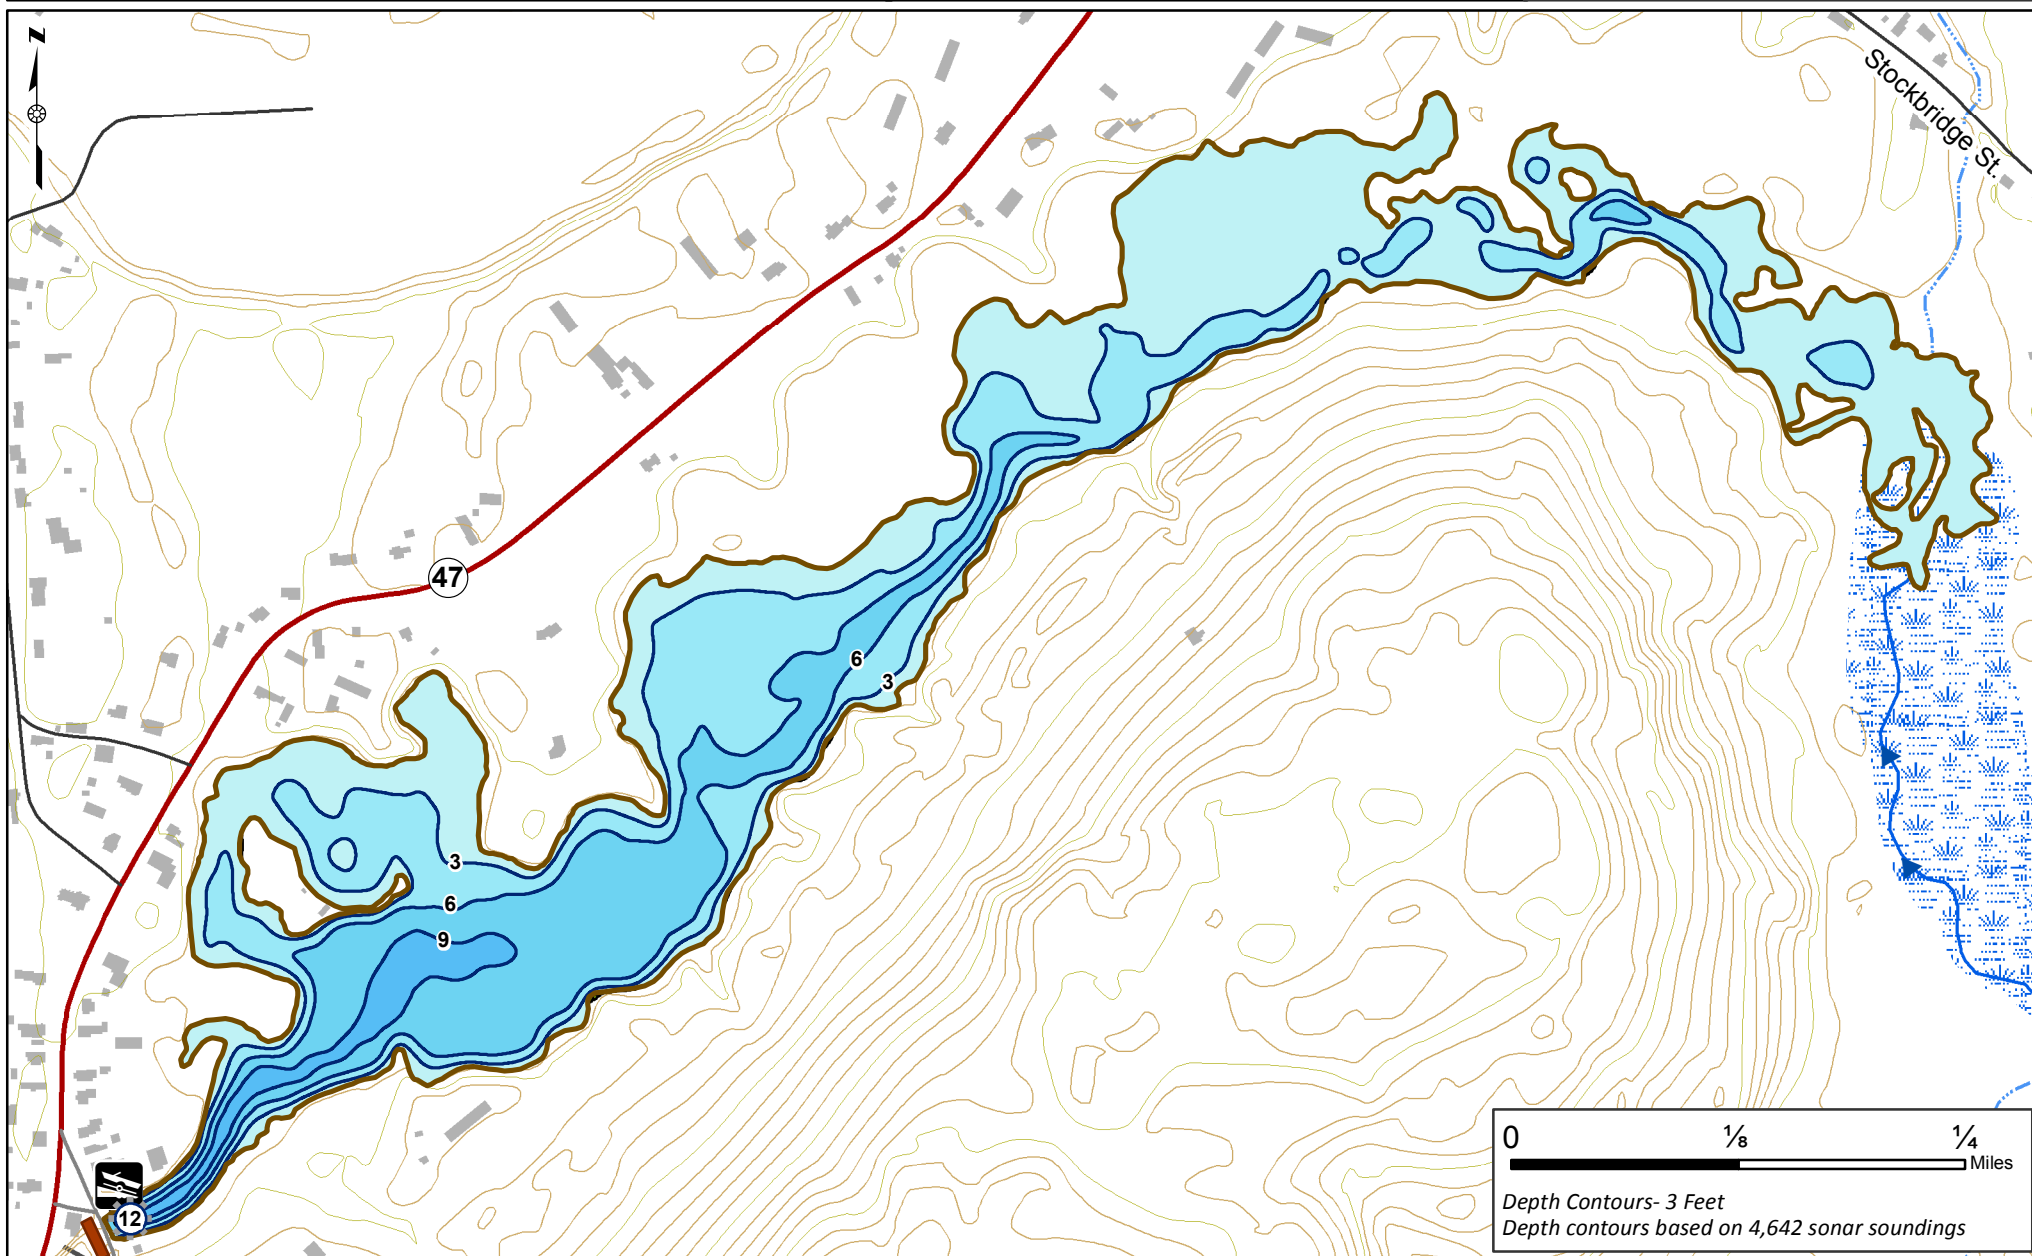 N
Stockbridge St.
47
6
3
3
6
9
12
0 ⅛ ¼
Miles
Depth Contours- 3 Feet
Depth contours based on 4,642 sonar soundings